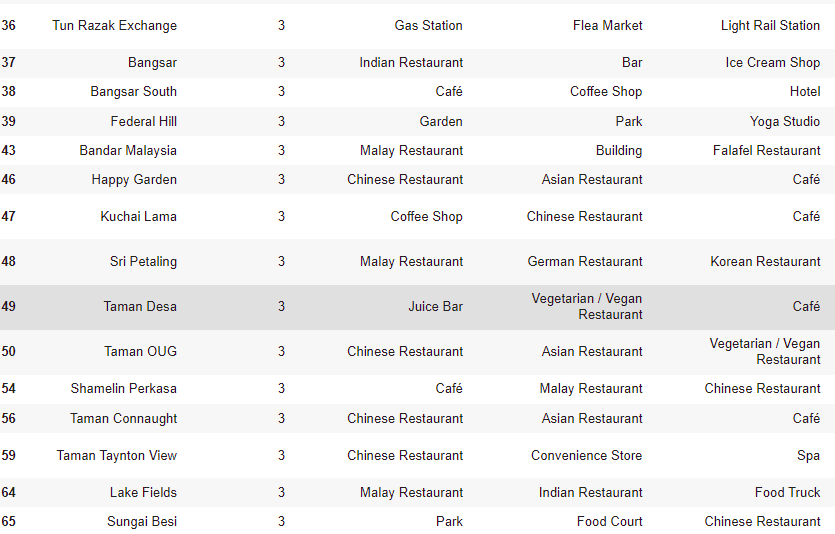 36 Tun Razak Exchange 3 Gas Station Flea Market Light Rail Station
37 Bangsar 3 Indian Restaurant Bar Ice Cream Shop
38 Bangsar South 3 Café Coffee Shop Hotel
39 Federal Hill 3 Garden Park Yoga Studio
43 Bandar Malaysia 3 Malay Restaurant Building Falafel Restaurant
46 Happy Garden 3 Chinese Restaurant Asian Restaurant Café
47 Kuchai Lama 3 Coffee Shop Chinese Restaurant Café
48 Sri Petaling 3 Malay Restaurant German Restaurant Korean Restaurant
49 Taman Desa 3 Juice Bar Vegetarian / Vegan Restaurant Café
50 Taman OUG 3 Chinese Restaurant Asian Restaurant Vegetarian / Vegan Restaurant
54 Shamelin Perkasa 3 Café Malay Restaurant Chinese Restaurant
56 Taman Connaught 3 Chinese Restaurant Asian Restaurant Café
59 Taman Taynton View 3 Chinese Restaurant Convenience Store Spa
64 Lake Fields 3 Malay Restaurant Indian Restaurant Food Truck
65 Sungai Besi 3 Park Food Court Chinese Restaurant